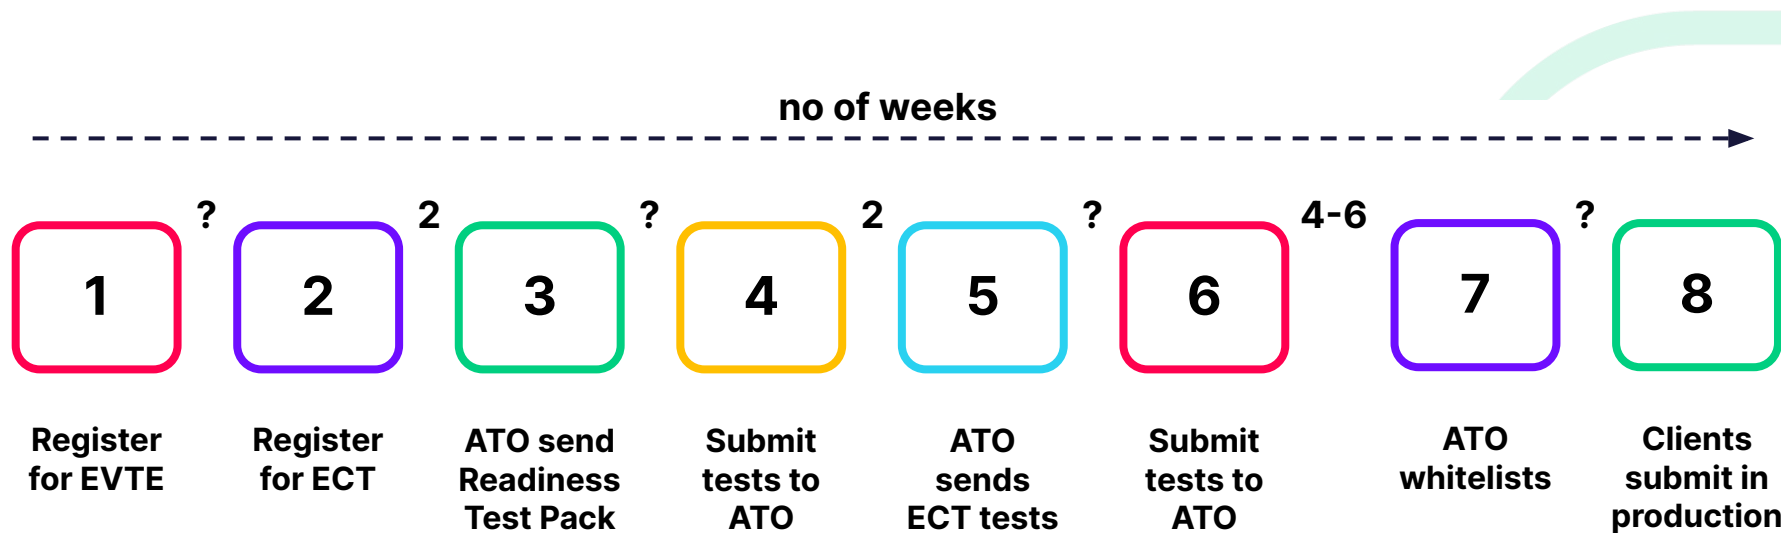 no of weeks
? 2 ? 2 ? 4-6 ?
1 2 3 4 5 6 7 8
Register
for EVTE
Register
for ECT
ATO send
Readiness
Test Pack
Submit
tests to
ATO
ATO
sends
ECT tests
Submit
tests to
ATO
ATO
whitelists
Clients
submit in
production